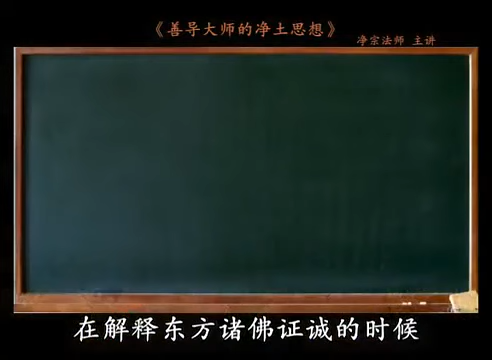 《善导大师的净土思想》
净宗法师 主讲
在解释东方诸佛证诚的时候